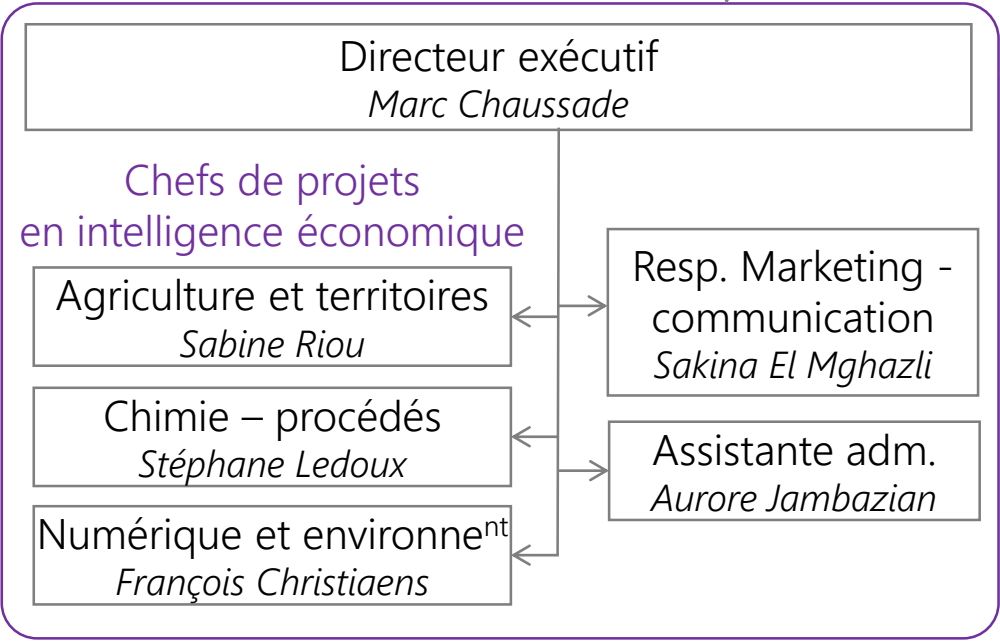 Directeur exécutif
Marc Chaussade
Chefs de projets
en intelligence économique
Agriculture et territoires
Sabine Riou
Chimie – procédés
Stéphane Ledoux
Numérique et environneⁿᵗ
François Christiaens
Resp. Marketing -
communication
Sakina El Mghazli
Assistante adm.
Aurore Jambazian